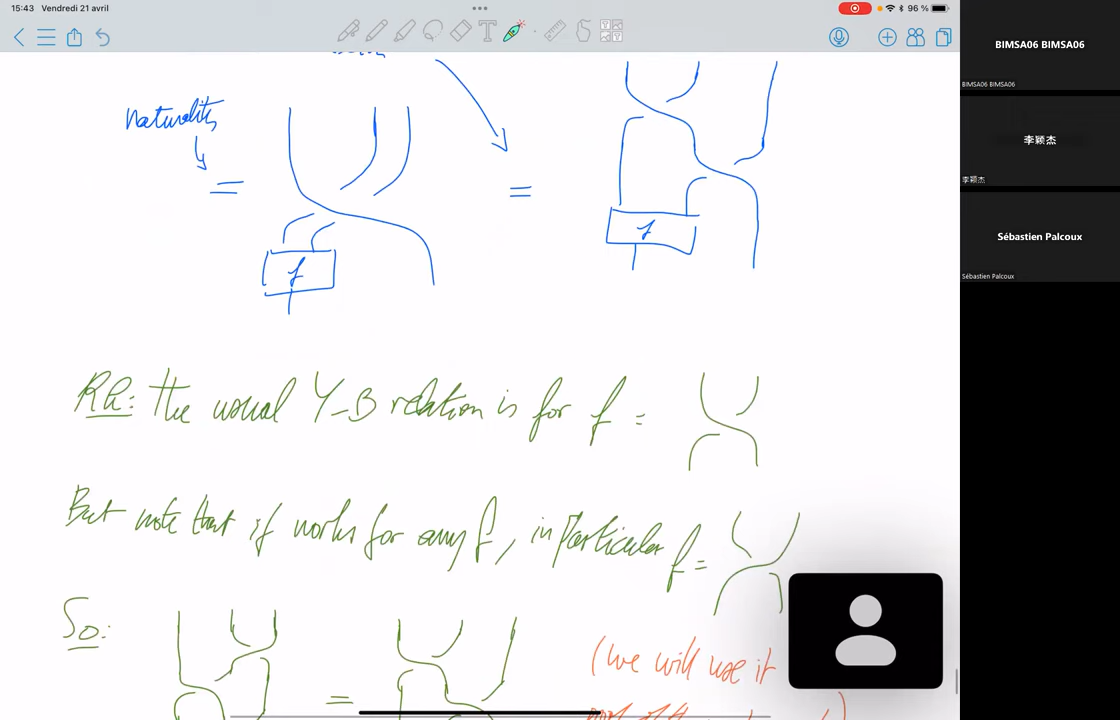 15:43 Vendredi 21 avril
96 %
naturality
=
=
f
f
Rk: the usual Y-B relation is for f =
But note that it works for any f, in particular f =
So:
=
(we will use it
BIMSA06 BIMSA06
BIMSA06 BIMSA06
李颖杰
李颖杰
Sébastien Palcoux
Sébastien Palcoux